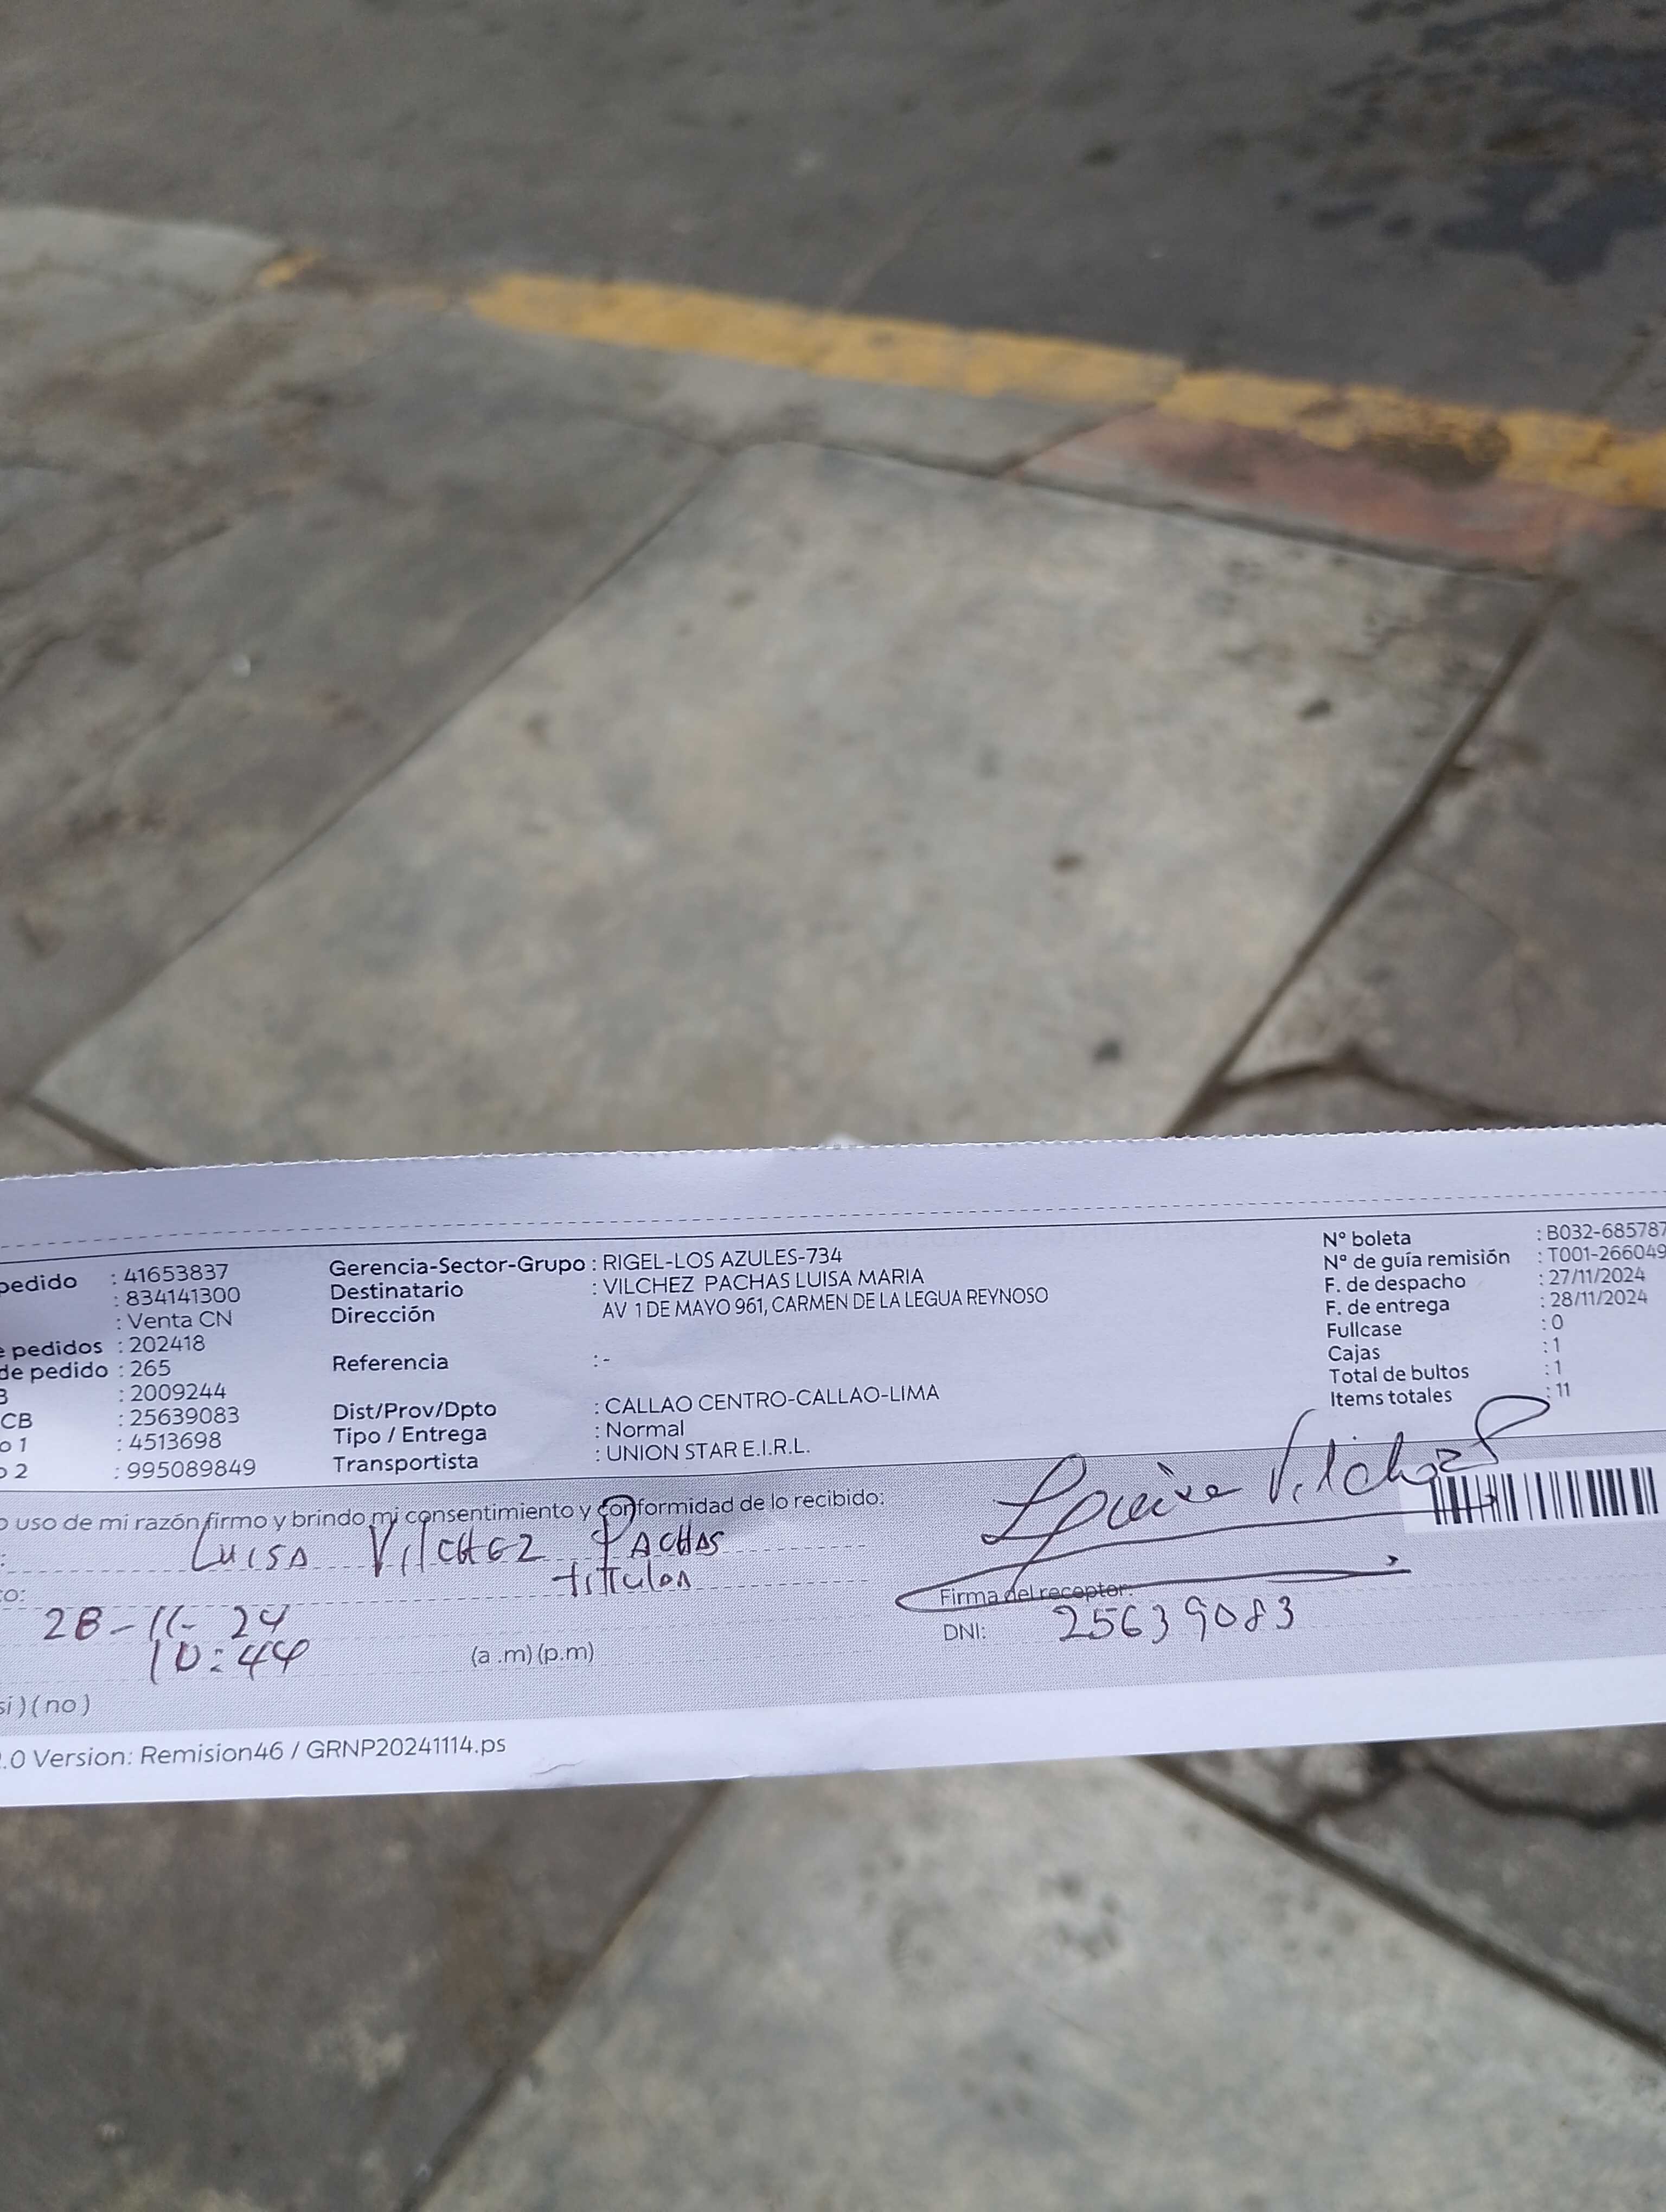 pedido : 41653837
: 834141300
: Venta CN
e pedidos : 202418
de pedido : 265
B : 2009244
CB : 25639083
o 1 : 4513698
o 2 : 995089849
Gerencia-Sector-Grupo : RIGEL-LOS AZULES-734
Destinatario : VILCHEZ PACHAS LUISA MARIA
Dirección AV 1 DE MAYO 961, CARMEN DE LA LEGUA REYNOSO
Referencia : -
Dist/Prov/Dpto : CALLAO CENTRO-CALLAO-LIMA
Tipo / Entrega : Normal
Transportista : UNION STAR E.I.R.L.
Nº boleta : B032-685787
Nº de guía remisión : T001-266049
F. de despacho : 27/11/2024
F. de entrega : 28/11/2024
Fullcase : 0
Cajas : 1
Total de bultos : 1
Items totales : 11
o uso de mi razón firmo y brindo mi consentimiento y conformidad de lo recibido:
: LUISA VILCHEZ PACHAS
titulas
to:
28-11-24
10:44 (a .m) (p.m)
Vilchez
Firma del receptor:
DNI: 25639083
si ) ( no )
.0 Version: Remision46 / GRNP20241114.ps